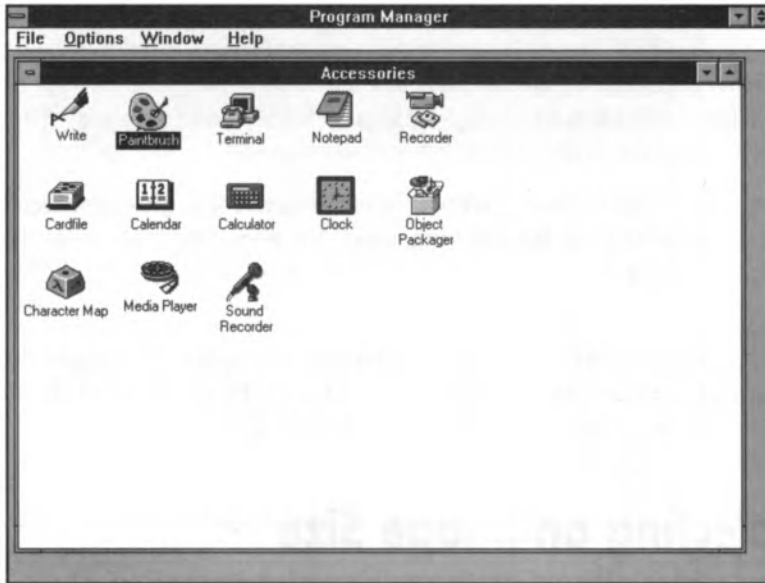 Program Manager
File Options Window Help
Accessories
Write Paintbrush Terminal Notepad Recorder
Cardfile Calendar Calculator Clock Object Packager
Character Map Media Player Sound Recorder